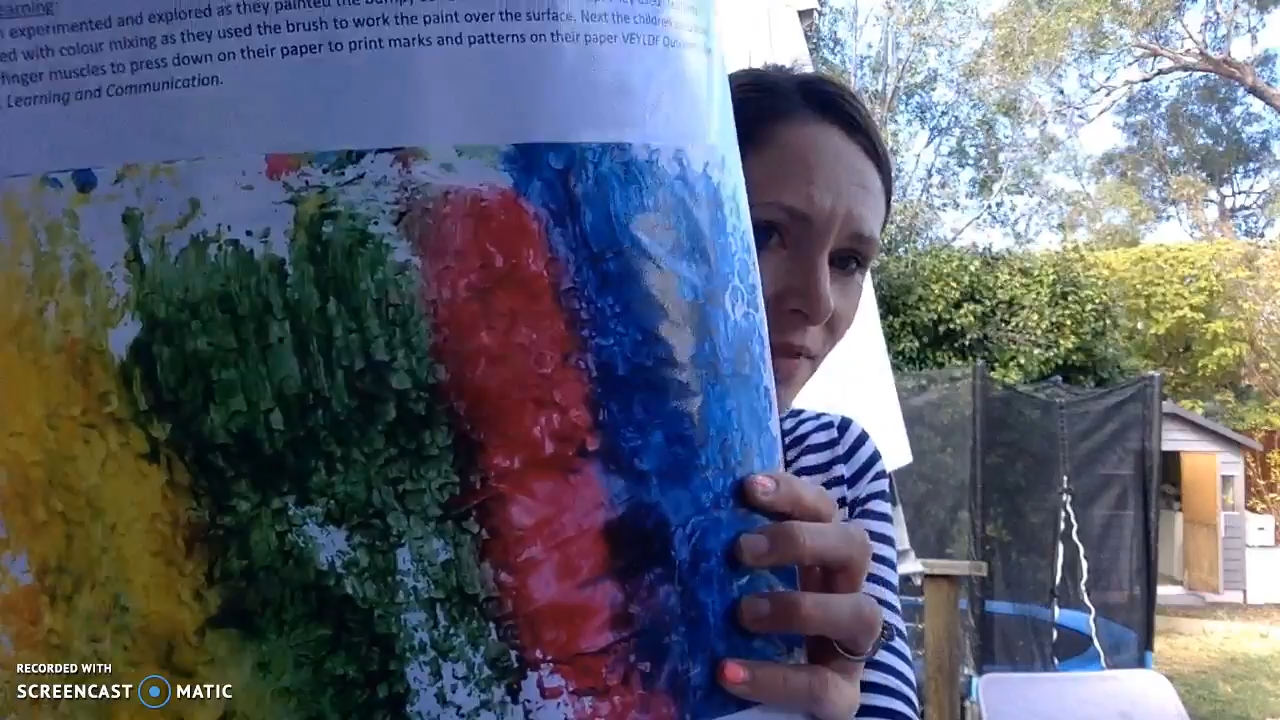 earning:
experimented and explored as they painted the bumpy
ed with colour mixing as they used the brush to work the paint over the surface. Next the children
finger muscles to press down on their paper to print marks and patterns on their paper VEYLDF
Learning and Communication.
RECORDED WITH
SCREENCAST MATIC